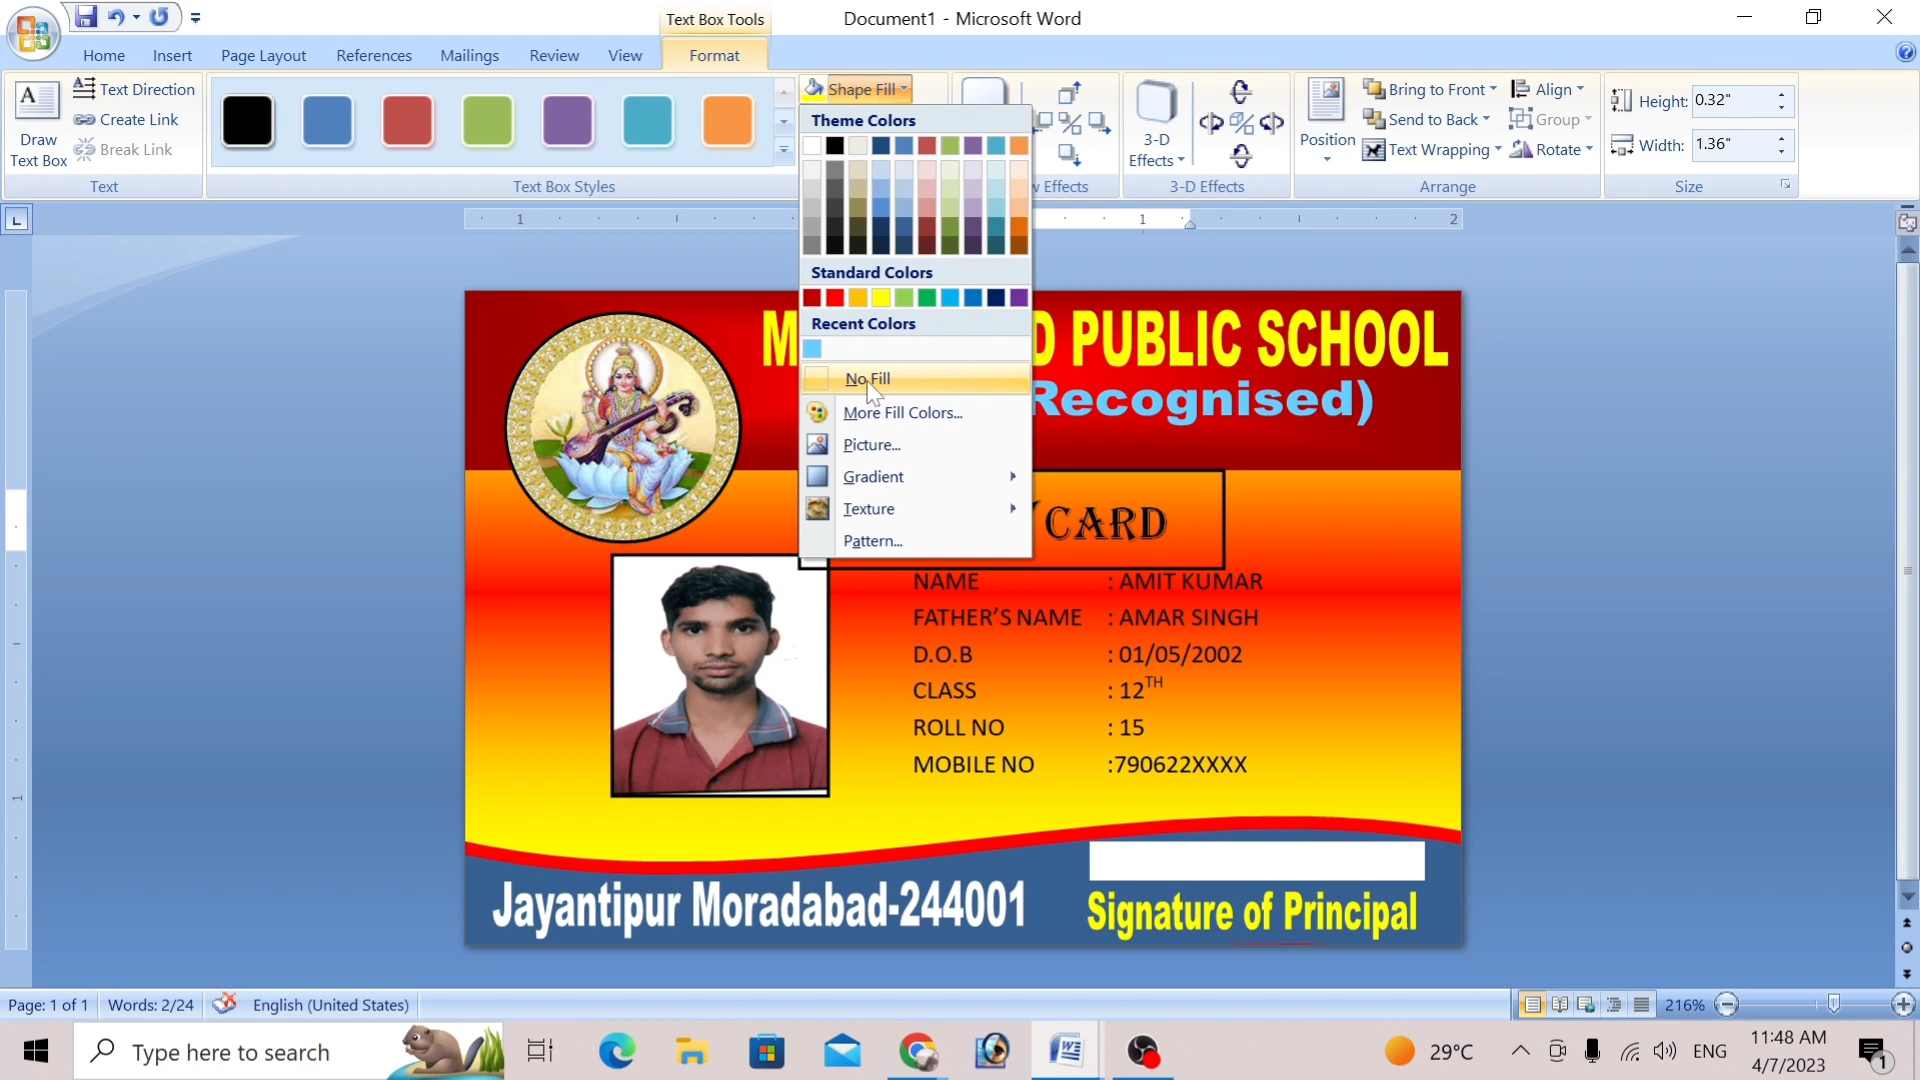 Text Box Tools
Document1 - Microsoft Word
Home Insert Page Layout References Mailings Review View Format
Draw Text Box
Text Direction
Create Link
Break Link
Text
Text Box Styles
Shape Fill
Effects
3-D Effects
3-D Effects
Position
Bring to Front
Send to Back
Text Wrapping
Align
Group
Rotate
Arrange
Height: 0.32"
Width: 1.36"
Size
1 1 2
Theme Colors
Standard Colors
Recent Colors
No Fill
More Fill Colors...
Picture...
Gradient
Texture
Pattern...
PUBLIC SCHOOL
Recognised)
CARD
NAME : AMIT KUMAR
FATHER'S NAME : AMAR SINGH
D.O.B : 01/05/2002
CLASS : 12TH
ROLL NO : 15
MOBILE NO :790622XXXX
Jayantipur Moradabad-244001
Signature of Principal
1
Page: 1 of 1 Words: 2/24 English (United States) 216%
Type here to search
29°C
ENG
11:48 AM
4/7/2023
1